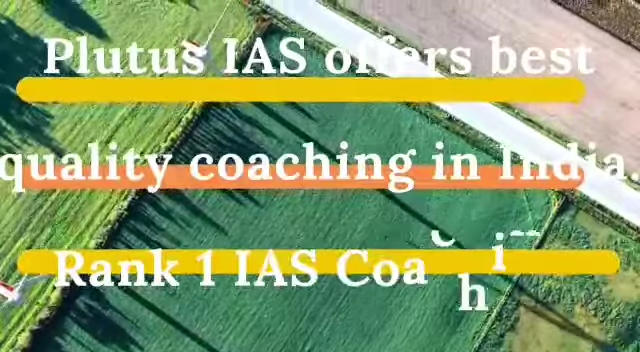 Plutus IAS offers best
quality coaching in India.
Rank 1 IAS